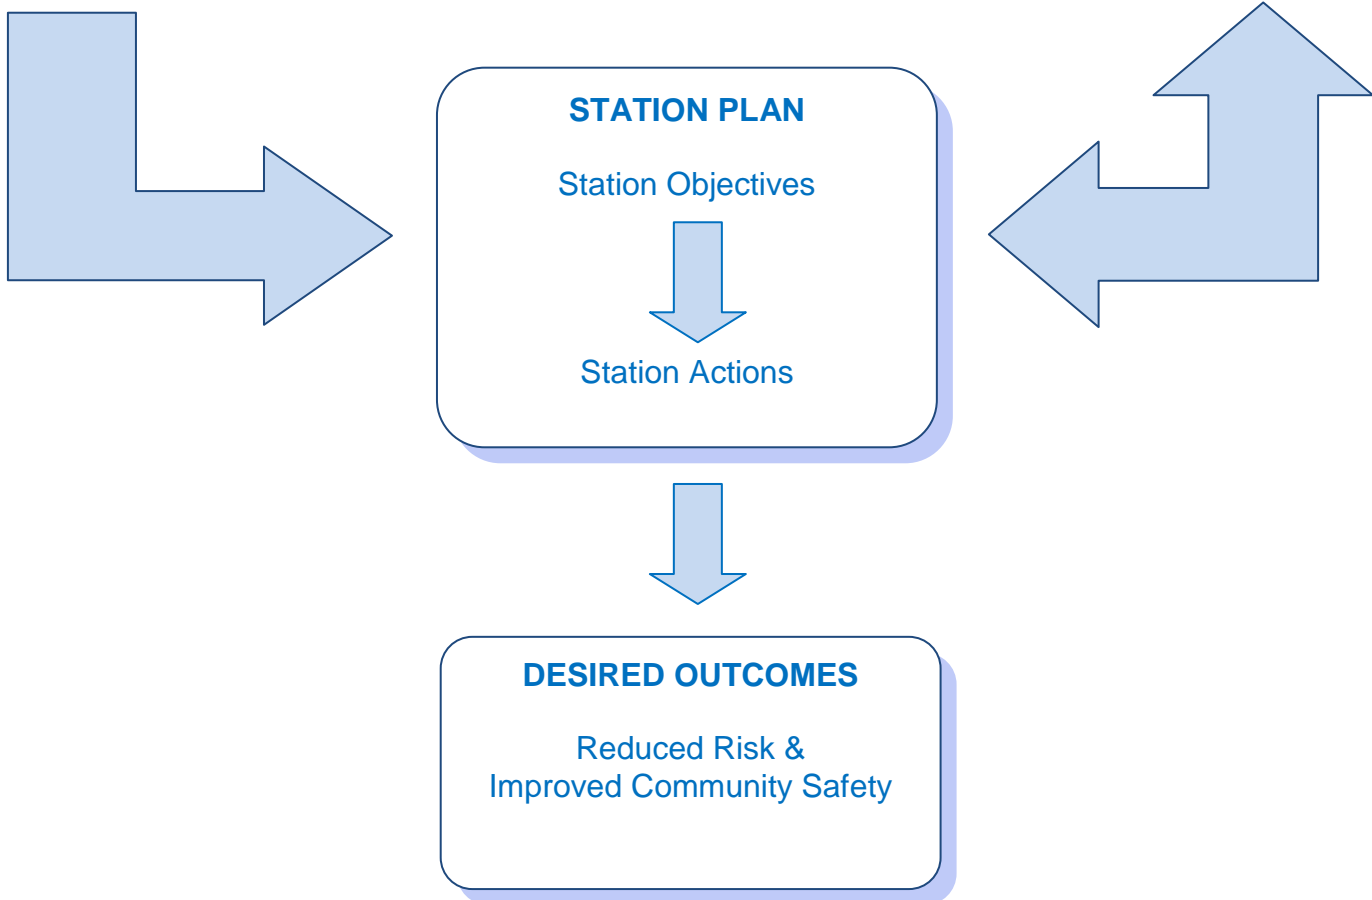 STATION PLAN
Station Objectives
Station Actions
DESIRED OUTCOMES
Reduced Risk &
Improved Community Safety